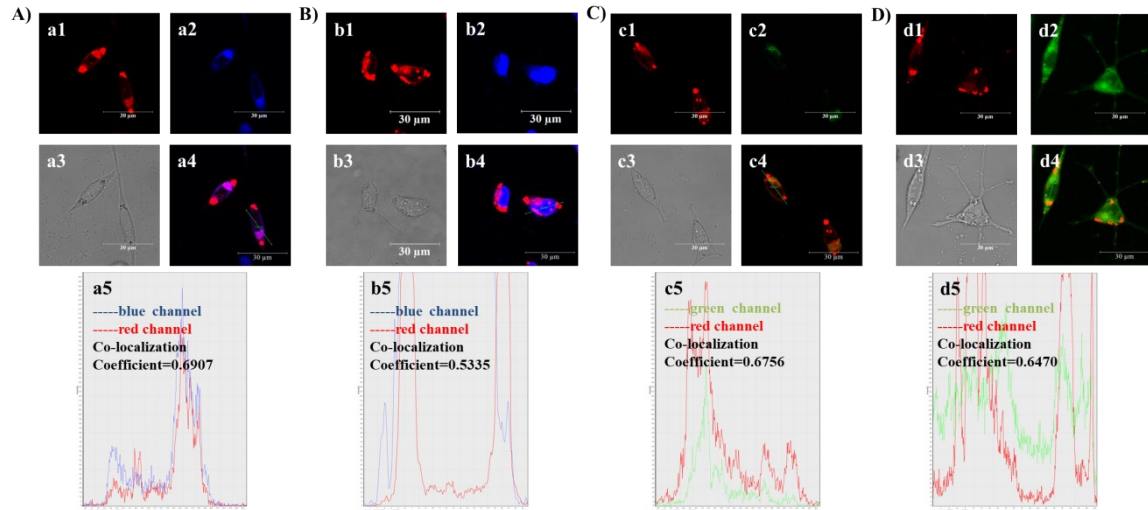 A)
a1
a2
B)
b1
b2
C)
c1
c2
D)
d1
d2
30 µm
30 µm
30 µm
30 µm
30 µm
30 µm
30 µm
30 µm
a3
a4
b3
b4
c3
c4
d3
d4
30 µm
30 µm
30 µm
30 µm
30 µm
30 µm
30 µm
30 µm
a5
-----blue channel
-----red channel
Co-localization
Coefficient=0.6907
b5
-----blue channel
-----red channel
Co-localization
Coefficient=0.5335
c5
-----green channel
-----red channel
Co-localization
Coefficient=0.6756
d5
-----green channel
-----red channel
Co-localization
Coefficient=0.6470